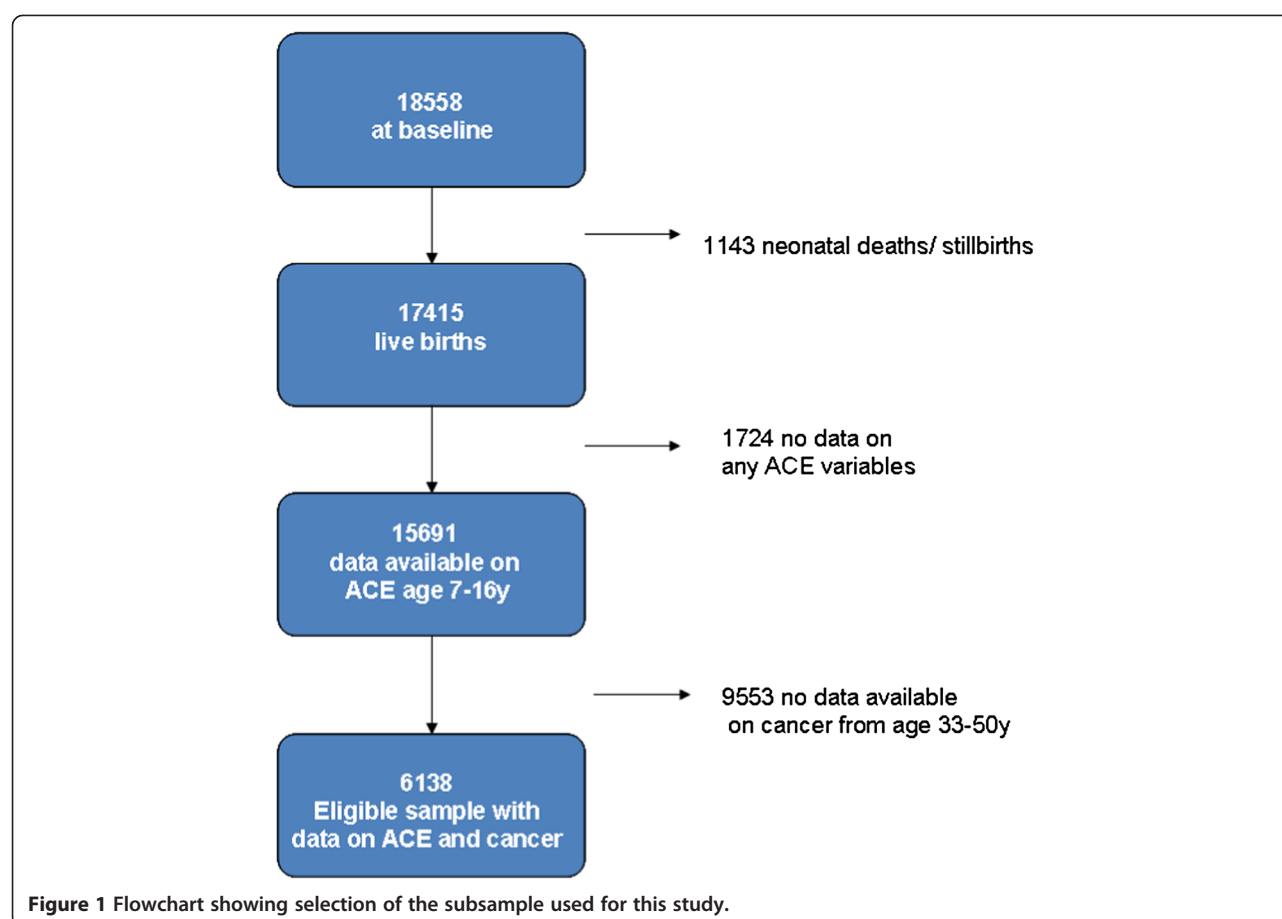 18558
at baseline
1143 neonatal deaths/ stillbirths
17415
live births
1724 no data on
any ACE variables
15691
data available on
ACE age 7-16y
9553 no data available
on cancer from age 33-50y
6138
Eligible sample with
data on ACE and cancer
Figure 1 Flowchart showing selection of the subsample used for this study.